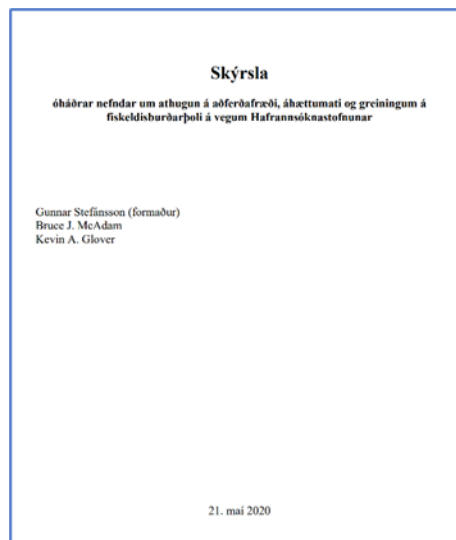 Skýrsla
óháðrar nefndar um athugun á aðferðafræði, áhættumati og greiningum á
fiskeldisburðarþoli á vegum Hafrannsóknastofnunar
Gunnar Stefánsson (formaður)
Bruce J. McAdam
Kevin A. Glover
21. maí 2020